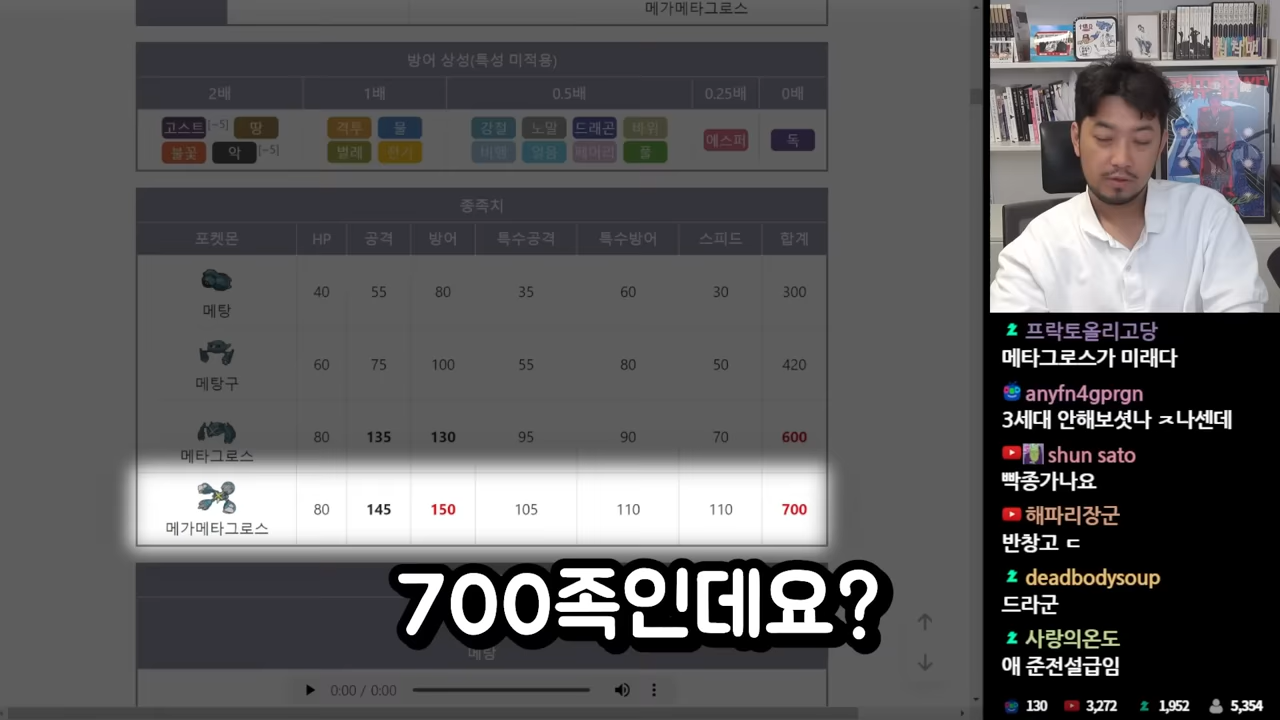 메가메타그로스
방어 상성(특성 미적용)
2배 1배 0.5배 0.25배 0배
고스트 [-5] 땅 격투 물 강철 노말 드래곤 바위 에스퍼 독
불꽃 악 [-5] 벌레 전기 비행 얼음 페어리 풀
종족치
포켓몬 HP 공격 방어 특수공격 특수방어 스피드 합계
메탕 40 55 80 35 60 30 300
메탕구 60 75 100 55 80 50 420
메타그로스 80 135 130 95 90 70 600
메가메타그로스 80 145 150 105 110 110 700
700족인데요?
메탕
0:00 / 0:00
프락토올리고당
메타그로스가 미래다
anyfn4gprgn
3세대 안해보셧나 ㅈ나센데
shun sato
빡종가나요
해파리장군
반창고 ㄷ
deadbodysoup
드라군
사랑의온도
애 준전설급임
130 3,272 1,952 5,354